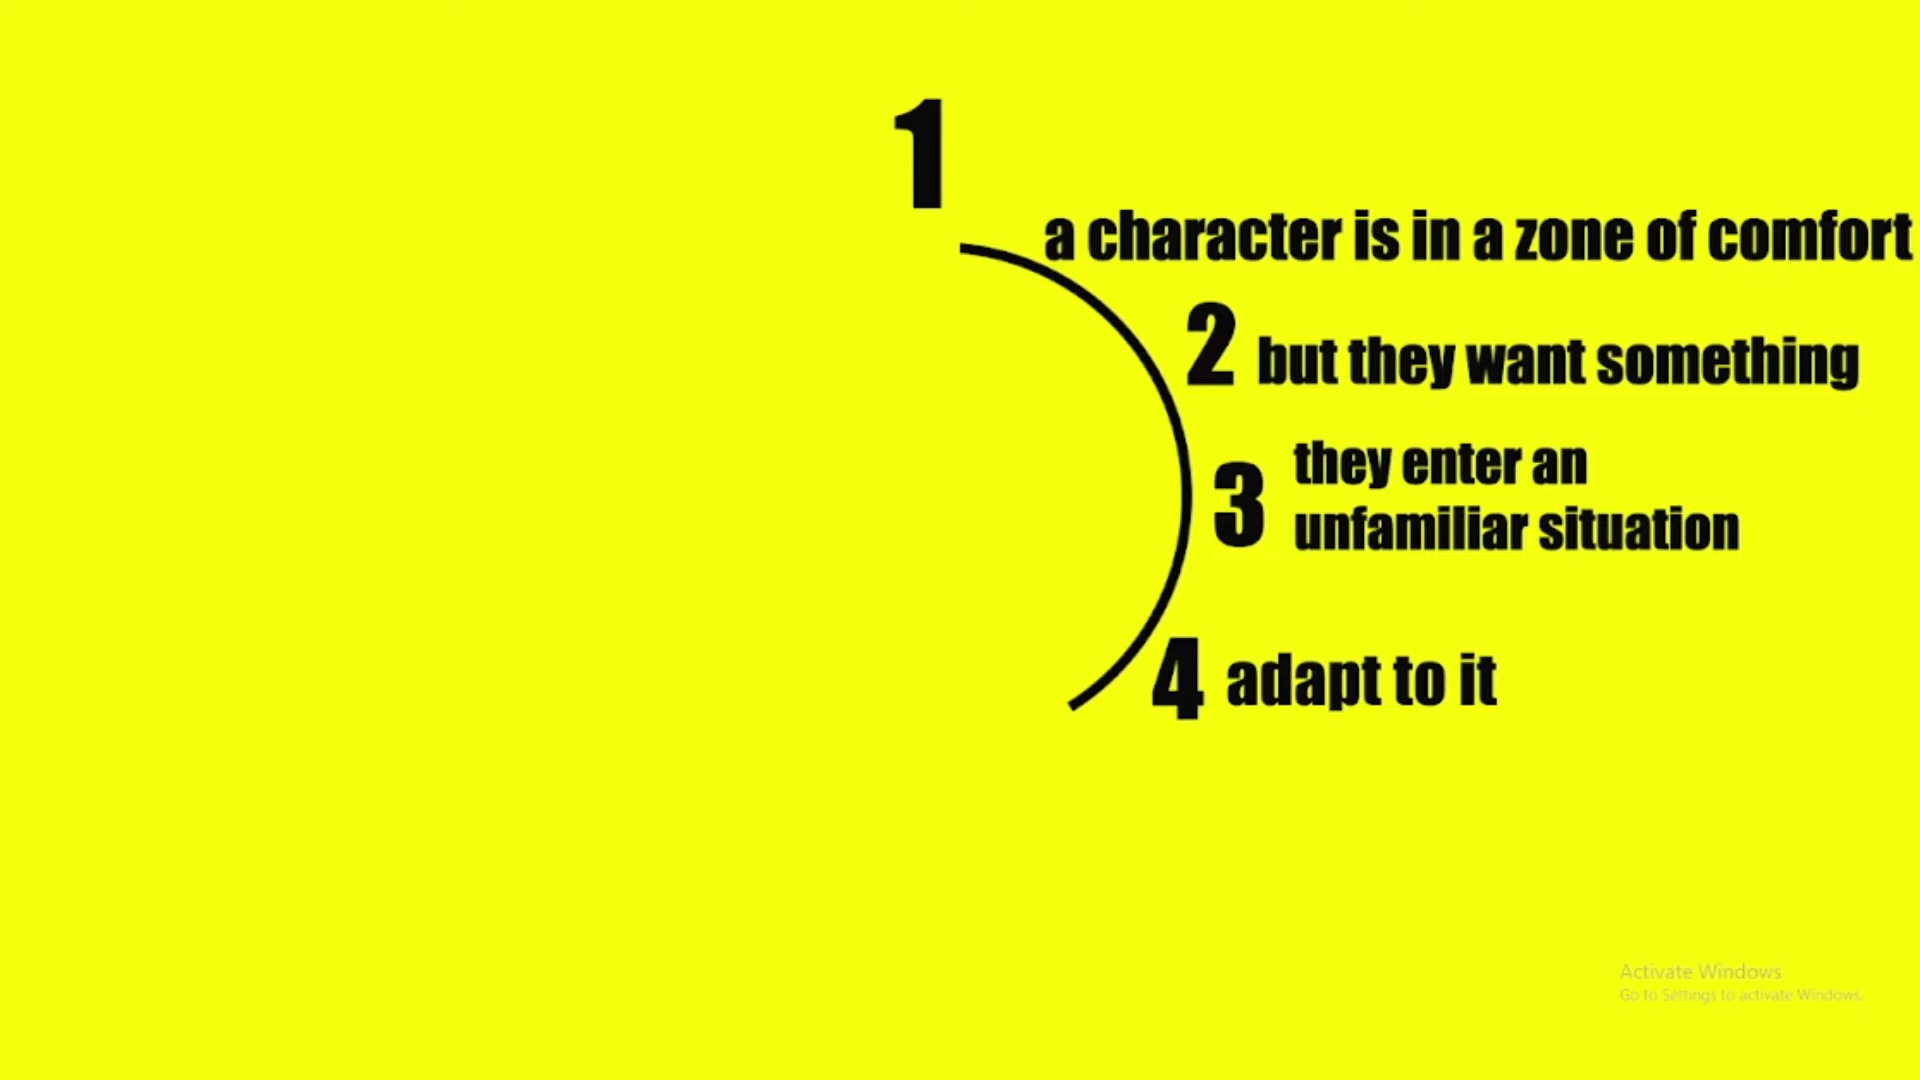 1
a character is in a zone of comfort
2 but they want something
3 they enter an
unfamiliar situation
4 adapt to it
Activate Windows
Go to Settings to activate Windows.